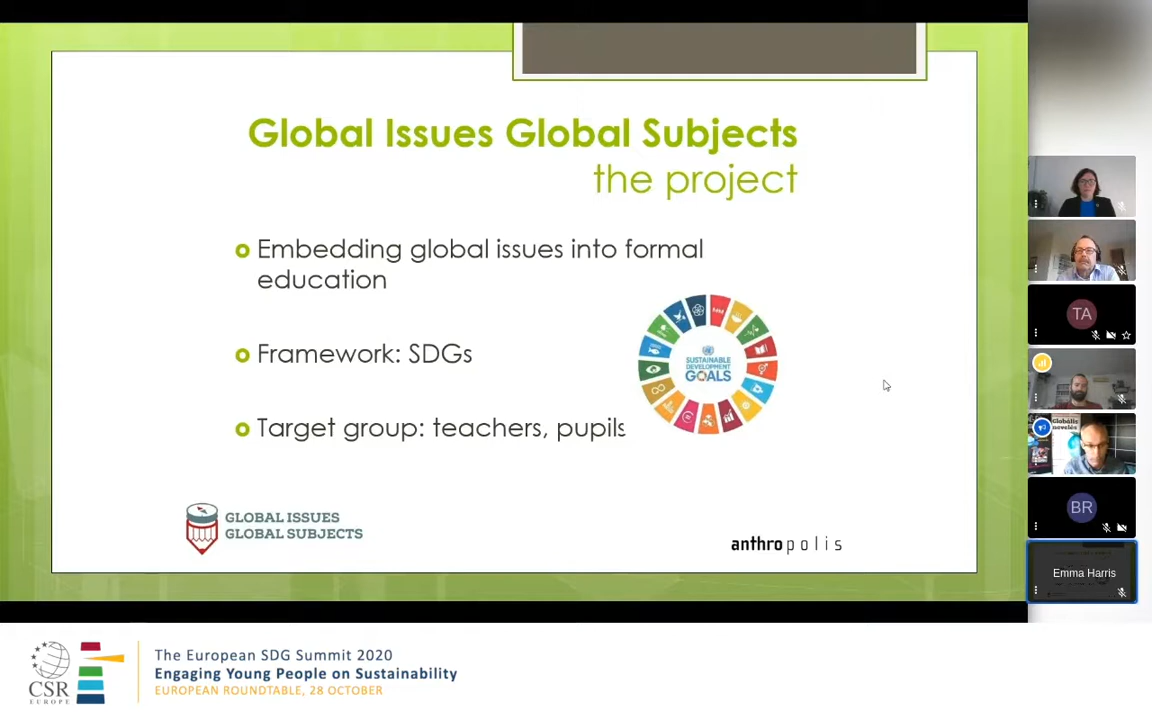 Global Issues Global Subjects
the project
Embedding global issues into formal
education
Framework: SDGs
Target group: teachers, pupils
SUSTAINABLE
DEVELOPMENT
GOALS
GLOBAL ISSUES
GLOBAL SUBJECTS
anthropolis
TA
Globális
nevelés
BR
Emma Harris
CSR
EUROPE
The European SDG Summit 2020
Engaging Young People on Sustainability
EUROPEAN ROUNDTABLE, 28 OCTOBER